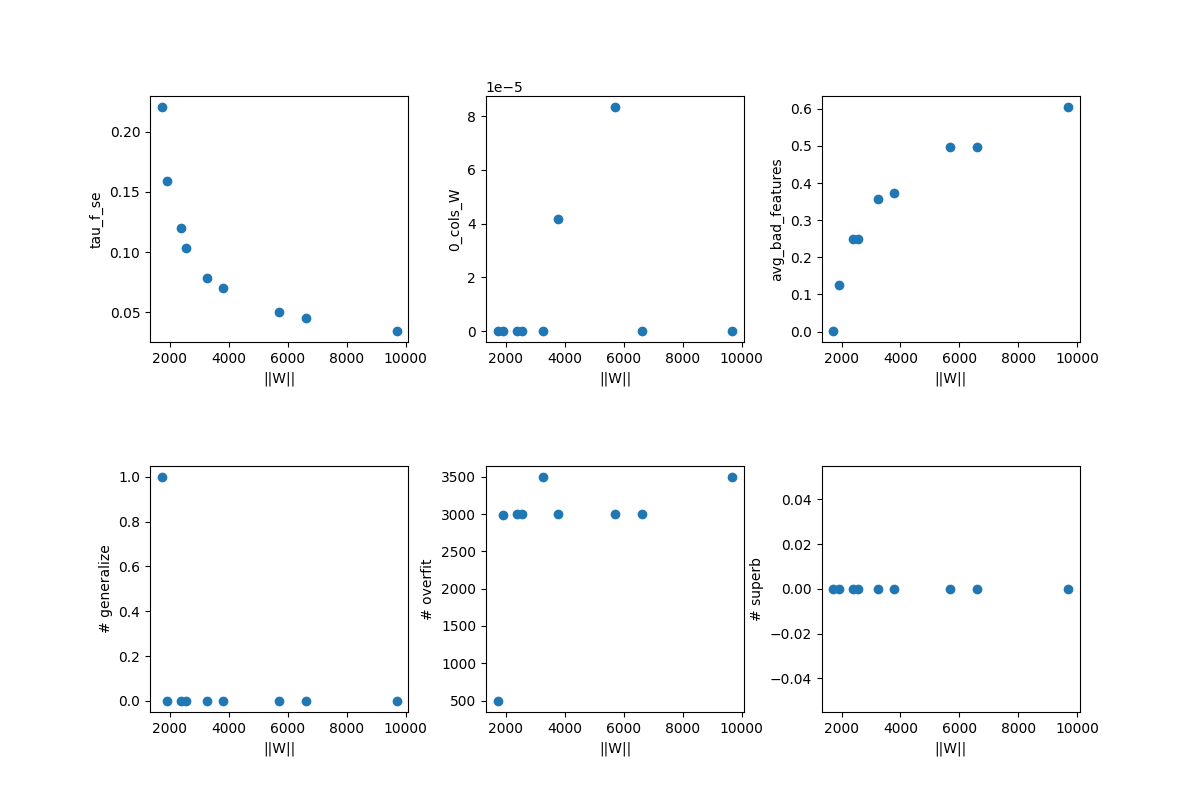 1e−5
0.20
0.15
0.10
0.05
tau_f_se
2000 4000 6000 8000 10000
||W||
8
6
4
2
0
0_cols_W
2000 4000 6000 8000 10000
||W||
0.6
0.5
0.4
0.3
0.2
0.1
0.0
avg_bad_features
2000 4000 6000 8000 10000
||W||
1.0
0.8
0.6
0.4
0.2
0.0
# generalize
2000 4000 6000 8000 10000
||W||
3500
3000
2500
2000
1500
1000
500
# overfit
2000 4000 6000 8000 10000
||W||
0.04
0.02
0.00
−0.02
−0.04
# superb
2000 4000 6000 8000 10000
||W||